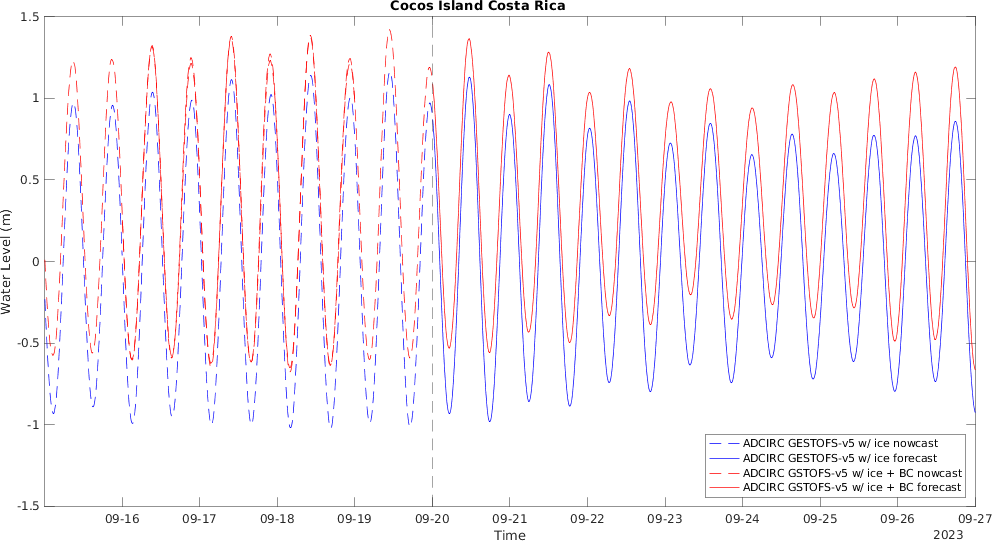 Cocos Island Costa Rica
1.5
1
0.5
0
-0.5
-1
-1.5
Water Level (m)
ADCIRC GESTOFS-v5 w/ ice nowcast
ADCIRC GESTOFS-v5 w/ ice forecast
ADCIRC GSTOFS-v5 w/ ice + BC nowcast
ADCIRC GSTOFS-v5 w/ ice + BC forecast
09-16 09-17 09-18 09-19 09-20 09-21 09-22 09-23 09-24 09-25 09-26 09-27
Time
2023